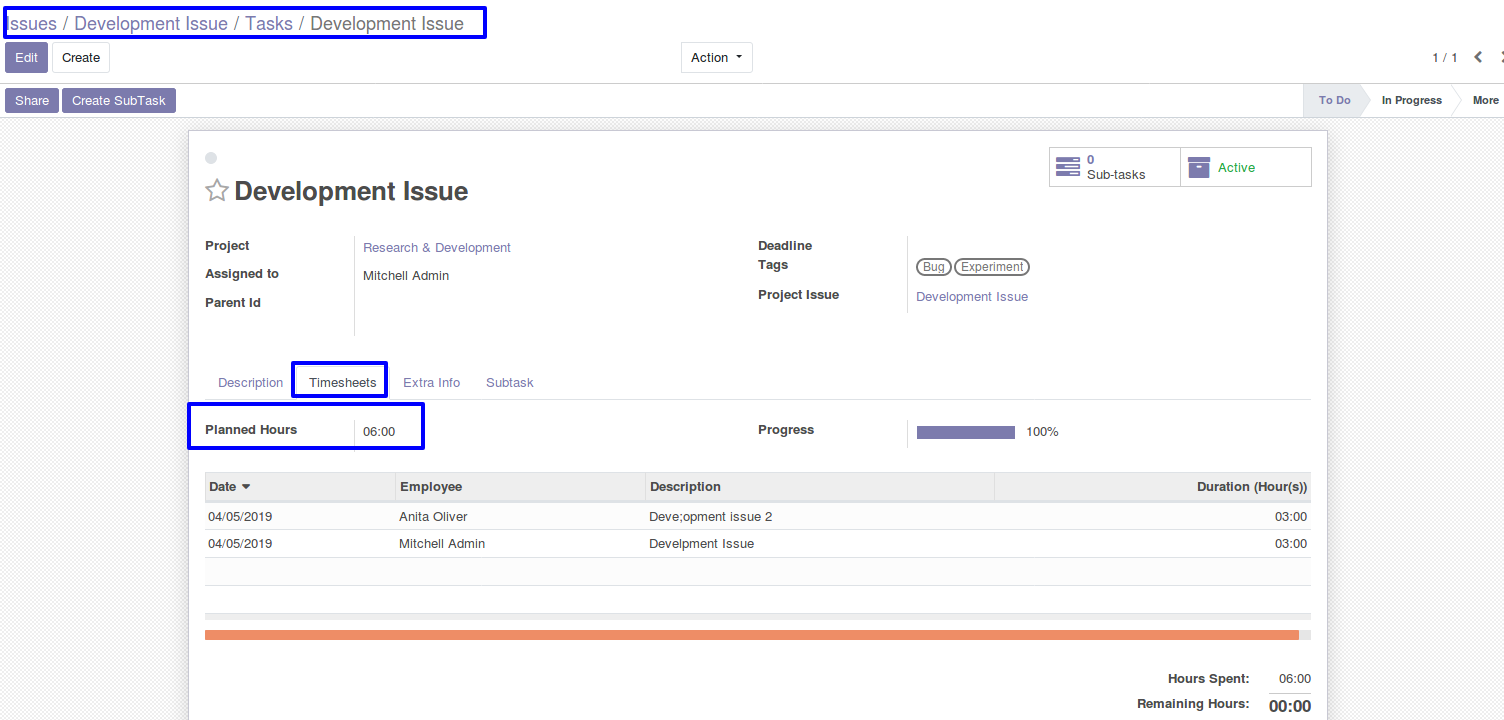 Issues / Development Issue / Tasks / Development Issue
Edit Create Action 1 / 1
Share Create SubTask To Do In Progress More
0
Sub-tasks
Active
Development Issue
Project Research & Development
Assigned to Mitchell Admin
Parent Id
Deadline
Tags Bug Experiment
Project Issue Development Issue
Description Timesheets Extra Info Subtask
Planned Hours 06:00 Progress 100%
Date Employee Description Duration (Hour(s))
04/05/2019 Anita Oliver Deve;opment issue 2 03:00
04/05/2019 Mitchell Admin Develpment Issue 03:00
Hours Spent: 06:00
Remaining Hours: 00:00